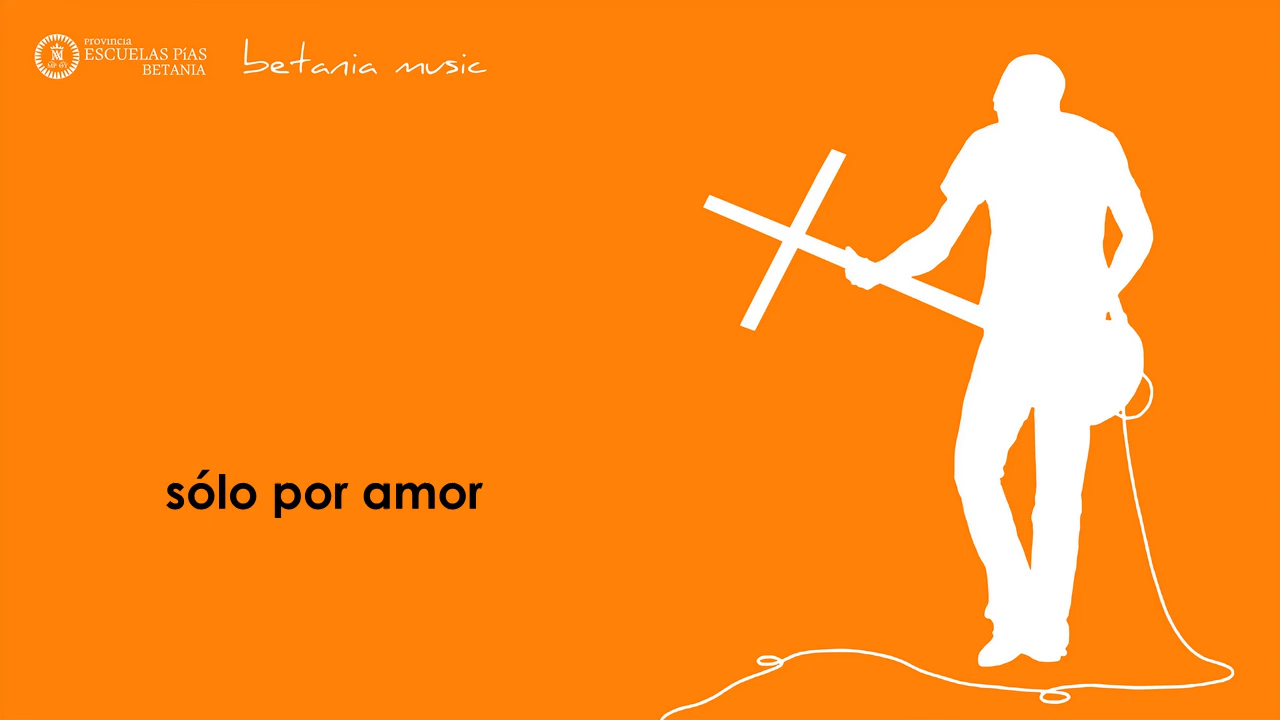 Provincia
ESCUELAS PíAS
BETANIA
betania music
sólo por amor